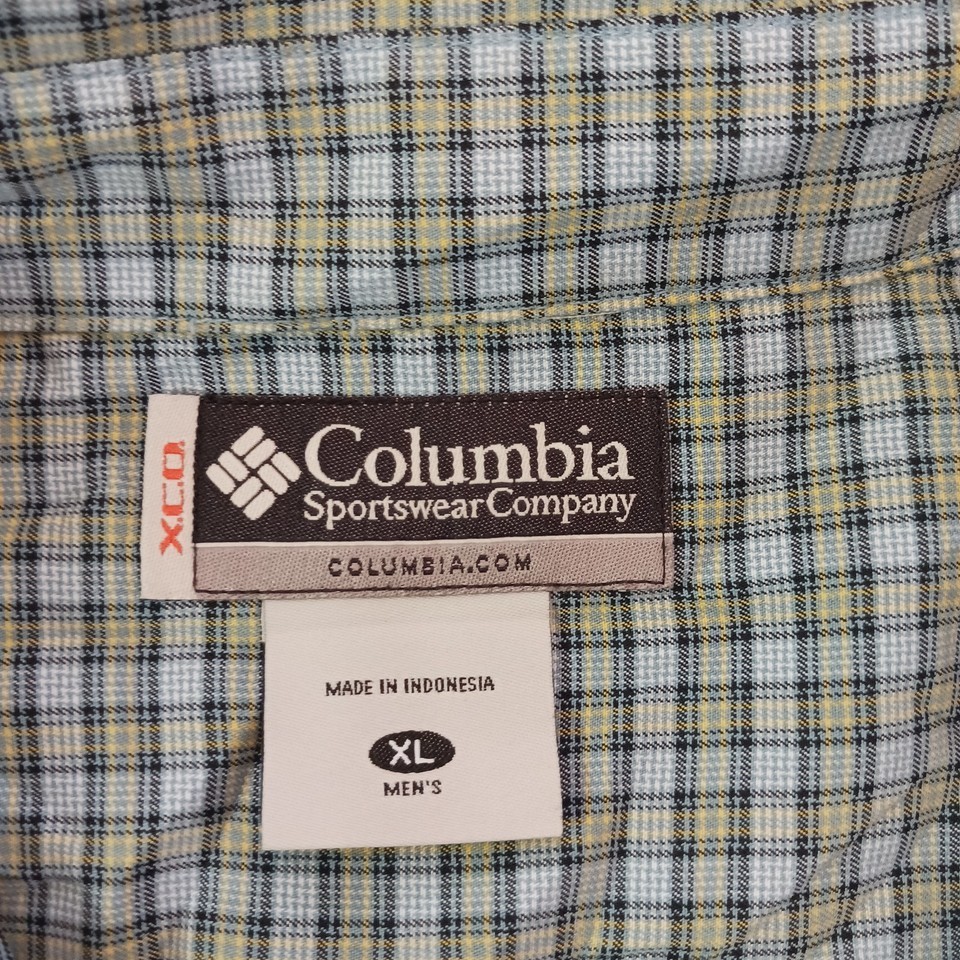 X.C.O.
Columbia
Sportswear Company
COLUMBIA.COM
MADE IN INDONESIA
XL
MEN'S